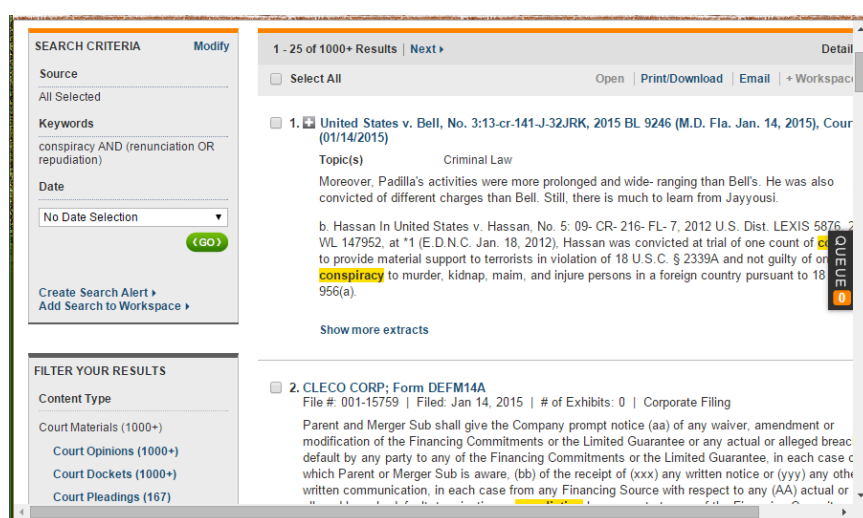 SEARCH CRITERIA Modify
Source
All Selected
Keywords
conspiracy AND (renunciation OR
repudiation)
Date
No Date Selection
GO
Create Search Alert
Add Search to Workspace
FILTER YOUR RESULTS
Content Type
Court Materials (1000+)
Court Opinions (1000+)
Court Dockets (1000+)
Court Pleadings (167)
1 - 25 of 1000+ Results | Next
Detail
Select All
Open | Print/Download | Email | + Workspace
1. United States v. Bell, No. 3:13-cr-141-J-32JRK, 2015 BL 9246 (M.D. Fla. Jan. 14, 2015), Cour
(01/14/2015)
Topic(s) Criminal Law
Moreover, Padilla's activities were more prolonged and wide- ranging than Bell's. He was also
convicted of different charges than Bell. Still, there is much to learn from Jayyousi.
b. Hassan In United States v. Hassan, No. 5: 09- CR- 216- FL- 7, 2012 U.S. Dist. LEXIS 5876, 2
WL 147952, at *1 (E.D.N.C. Jan. 18, 2012), Hassan was convicted at trial of one count of
to provide material support to terrorists in violation of 18 U.S.C. § 2339A and not guilty of
conspiracy to murder, kidnap, maim, and injure persons in a foreign country pursuant to 18
956(a).
Show more extracts
QUEUE
0
2. CLECO CORP; Form DEFM14A
File #: 001-15759 | Filed: Jan 14, 2015 | # of Exhibits: 0 | Corporate Filing
Parent and Merger Sub shall give the Company prompt notice (aa) of any waiver, amendment or
modification of the Financing Commitments or the Limited Guarantee or any actual or alleged breac
default by any party to any of the Financing Commitments or the Limited Guarantee, in each case
which Parent or Merger Sub is aware, (bb) of the receipt of (xxx) any written notice or (yyy) any othe
written communication, in each case from any Financing Source with respect to any (AA) actual or